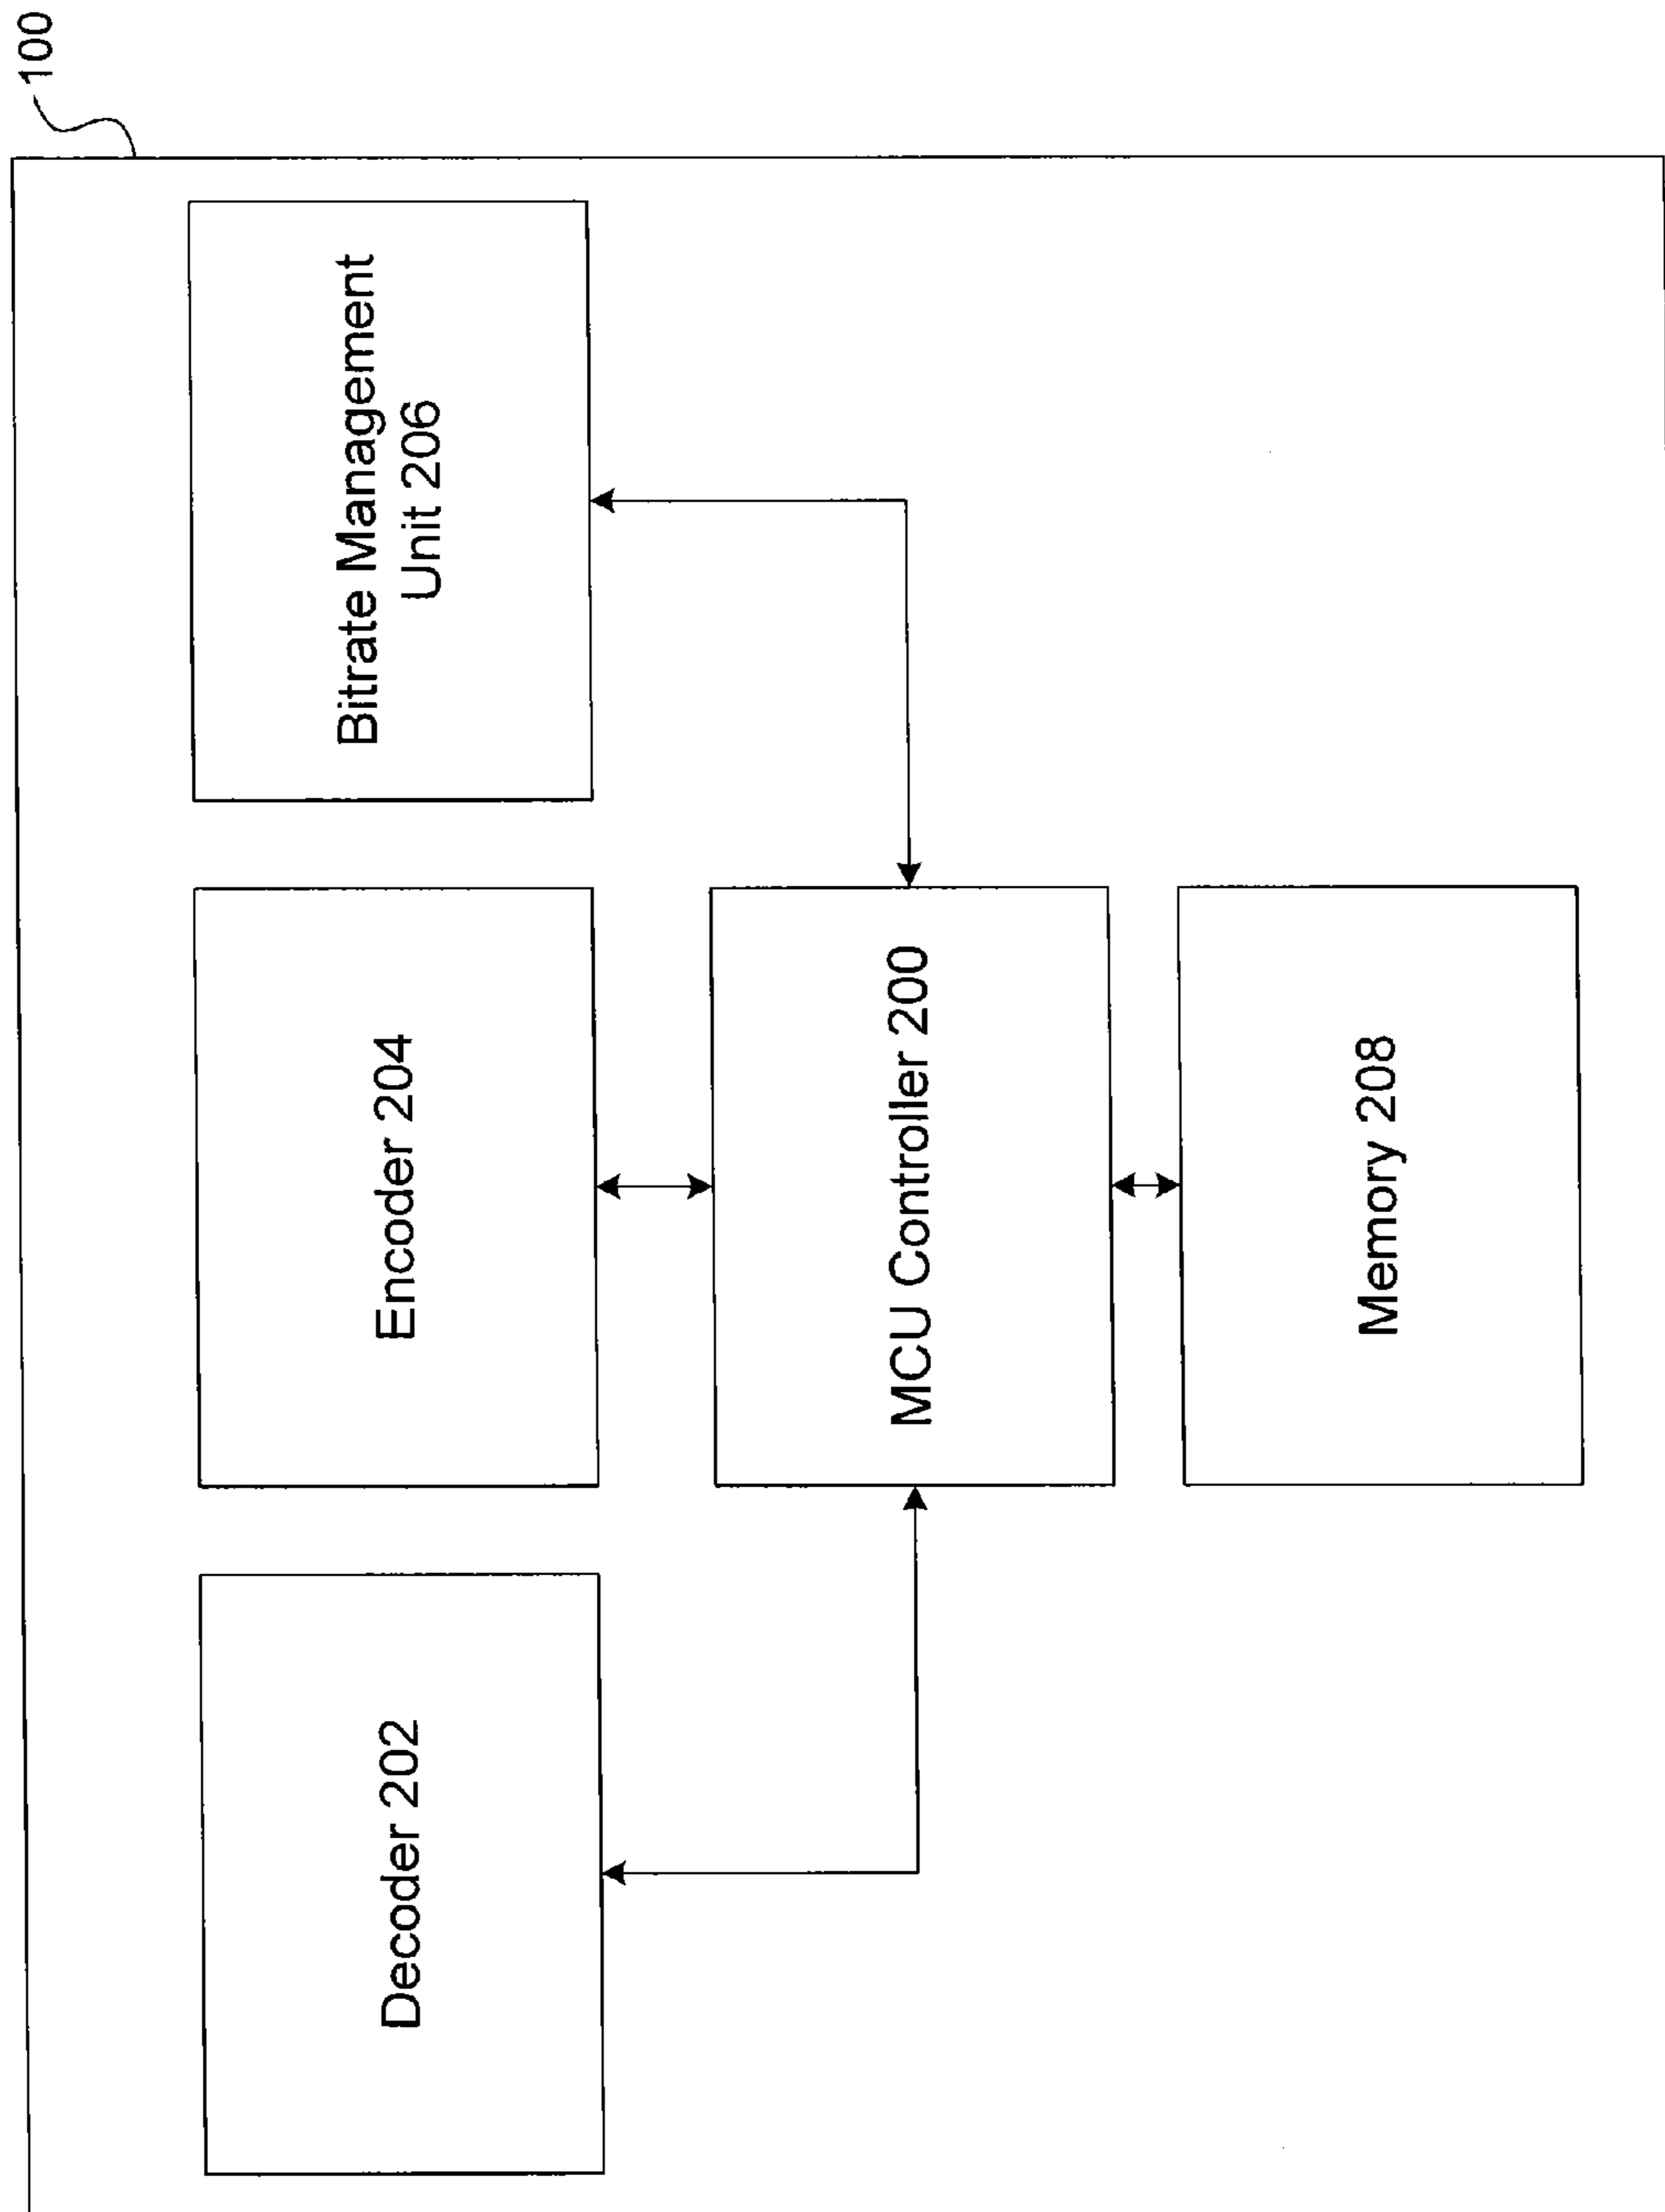 100
Decoder 202
Encoder 204
Bitrate Management
Unit 206
MCU Controller 200
Memory 208